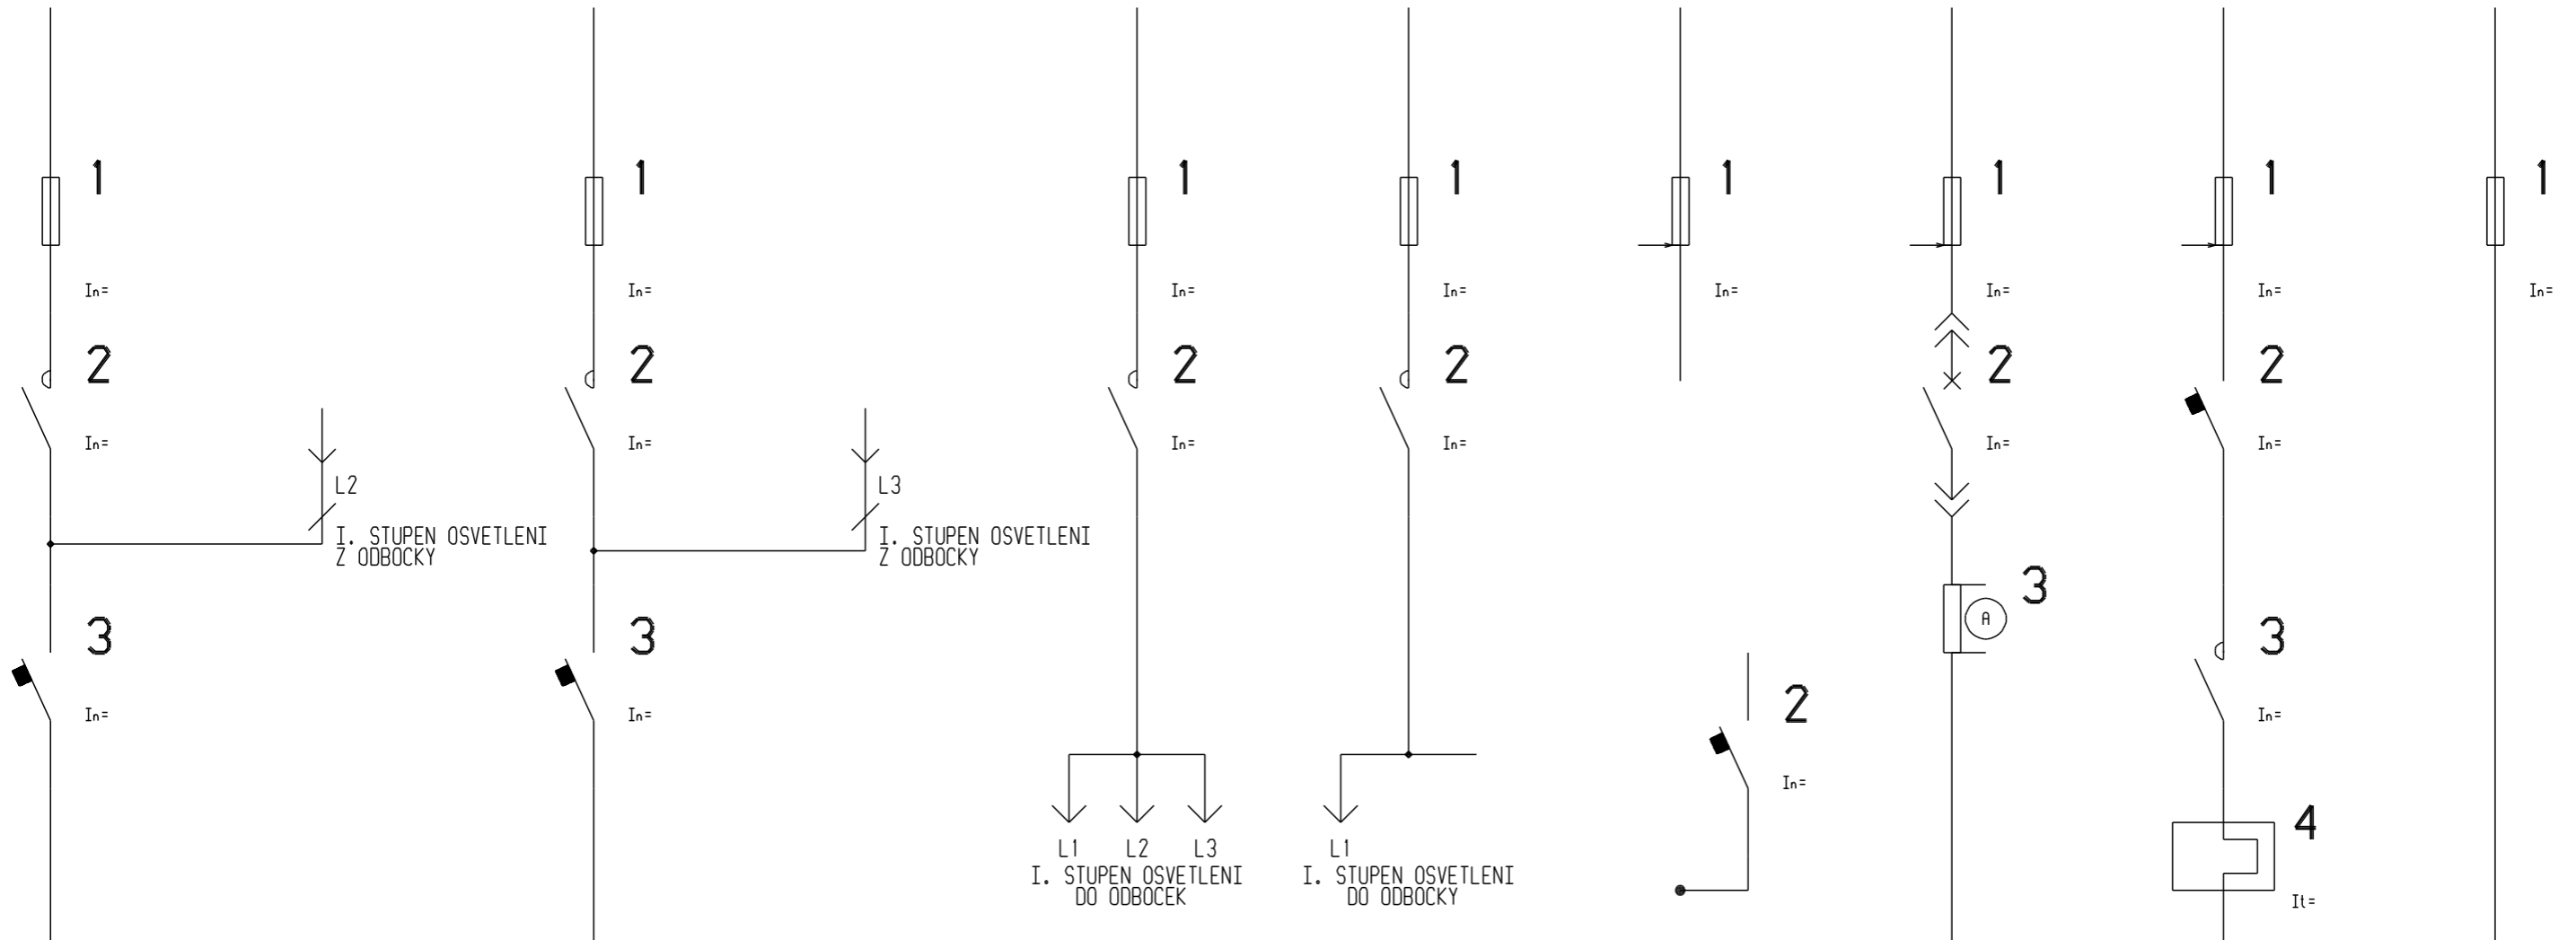 1
1
1
1
1
1
1
1
In=
In=
In=
In=
In=
In=
In=
In=
2
2
2
2
2
2
In=
In=
In=
In=
In=
In=
L2
I. STUPEN OSVETLENI
Z ODBOCKY
L3
I. STUPEN OSVETLENI
Z ODBOCKY
3
A
3
3
3
In=
In=
In=
2
In=
4
It=
L1
L2
L3
I. STUPEN OSVETLENI
DO ODBOCEK
L1
I. STUPEN OSVETLENI
DO ODBOCKY